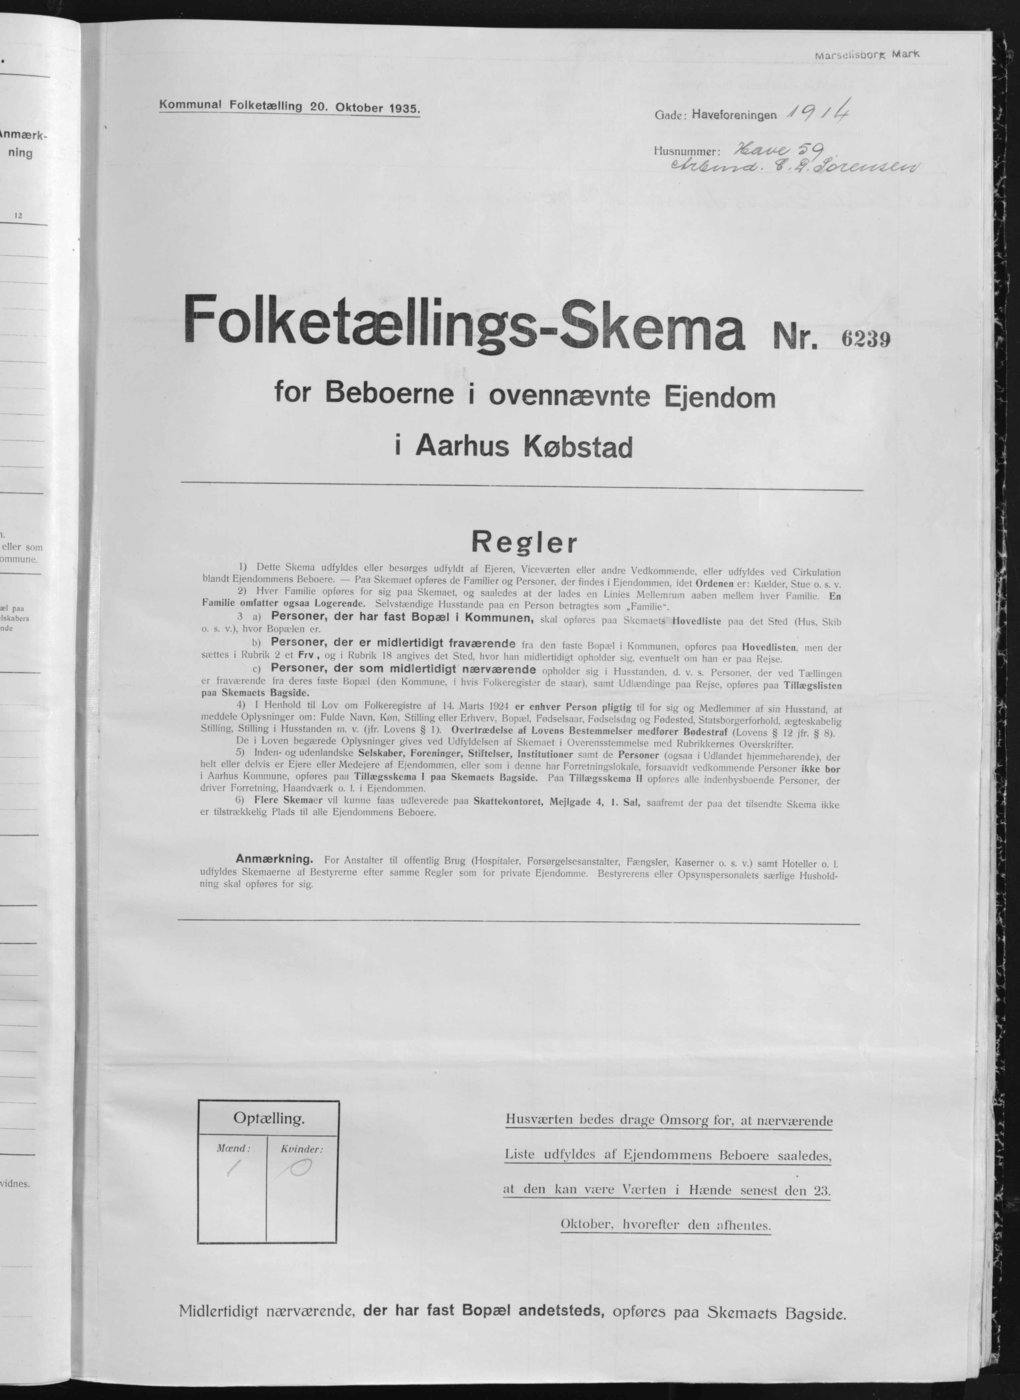 Marselisborg Mark
Kommunal Folketælling 20. Oktober 1935.
Gade: Haveforeningen 1914
Husnummer: Have 59
Arbmd. E. P. Sørensen
Folketællings-Skema Nr. 6239
for Beboerne i ovennævnte Ejendom
i Aarhus Købstad
Regler
1) Dette Skema udfyldes eller besørges udfyldt af Ejeren, Viceværten eller andre Vedkommende, eller udfyldes ved Cirkulation
blandt Ejendommens Beboere. — Paa Skemaet opføres de Familier og Personer, der findes i Ejendommen, idet Ordenen er: Kælder, Stue o. s. v.
2) Hver Familie opføres for sig paa Skemaet, og saaledes at der lades en Linies Mellemrum aaben mellem hver Familie. En
Familie omfatter ogsaa Logerende. Selvstændige Husstande paa en Person betragtes som „Familie“.
3 a) Personer, der har fast Bopæl i Kommunen, skal opføres paa Skemaets Hovedliste paa det Sted (Hus, Skib
o. s. v.), hvor Bopælen er.
b) Personer, der er midlertidigt fraværende fra den faste Bopæl i Kommunen, opføres paa Hovedlisten, men der
sættes i Rubrik 2 et Frv, og i Rubrik 18 angives det Sted, hvor han midlertidigt opholder sig, eventuelt om han er paa Rejse.
c) Personer, der som midlertidigt nærværende opholder sig i Husstanden, d. v. s. Personer, der ved Tællingen
er fraværende fra deres faste Bopæl (den Kommune, i hvis Folkeregister de staar), samt Udlændinge paa Rejse, opføres paa Tillægslisten
paa Skemaets Bagside.
4) I Henhold til Lov om Folkeregistre af 14. Marts 1924 er enhver Person pligtig til for sig og Medlemmer af sin Husstand, at
meddele Oplysninger om: Fulde Navn, Køn, Stilling eller Erhverv, Bopæl, Fødselsaar, Fødselsdag og Fødested, Statsborgerforhold, ægteskabelig
Stilling, Stilling i Husstanden m. v. (jfr. Lovens § 1). Overtrædelse af Lovens Bestemmelser medfører Bødestraf (Lovens § 12 jfr. § 8).
De i Loven begærede Oplysninger gives ved Udfyldelsen af Skemaet i Overensstemmelse med Rubrikkernes Overskrifter.
5) Inden- og udenlandske Selskaber, Foreninger, Stiftelser, Institutioner samt de Personer (ogsaa i Udlandet hjemmehørende), der
helt eller delvis er Ejere eller Medejere af Ejendommen, eller som i denne har Forretningslokale, forsaavidt vedkommende Personer ikke bor
i Aarhus Kommune, opføres paa Tillægsskema I paa Skemaets Bagside. Paa Tillægsskema II opføres alle indenbysboende Personer, der
driver Forretning, Haandværk o. l. i Ejendommen.
6) Flere Skemaer vil kunne faas udleverede paa Skattekontoret, Mejlgade 4, 1. Sal, saafremt der paa det tilsendte Skema ikke
er tilstrækkelig Plads til alle Ejendommens Beboere.
Anmærkning. For Anstalter til offentlig Brug (Hospitaler, Forsørgelsesanstalter, Fængsler, Kaserner o. s. v.) samt Hoteller o. l.
udfyldes Skemaerne af Bestyrerne efter samme Regler som for private Ejendomme. Bestyrerens eller Opsynspersonalets særlige Hushold-
ning skal opføres for sig.
Optælling.
Mænd: Kvinder:
1 0
Husværten bedes drage Omsorg for, at nærværende
Liste udfyldes af Ejendommens Beboere saaledes,
at den kan være Værten i Hænde senest den 23.
Oktober, hvorefter den afhentes.
Midlertidigt nærværende, der har fast Bopæl andetsteds, opføres paa Skemaets Bagside.